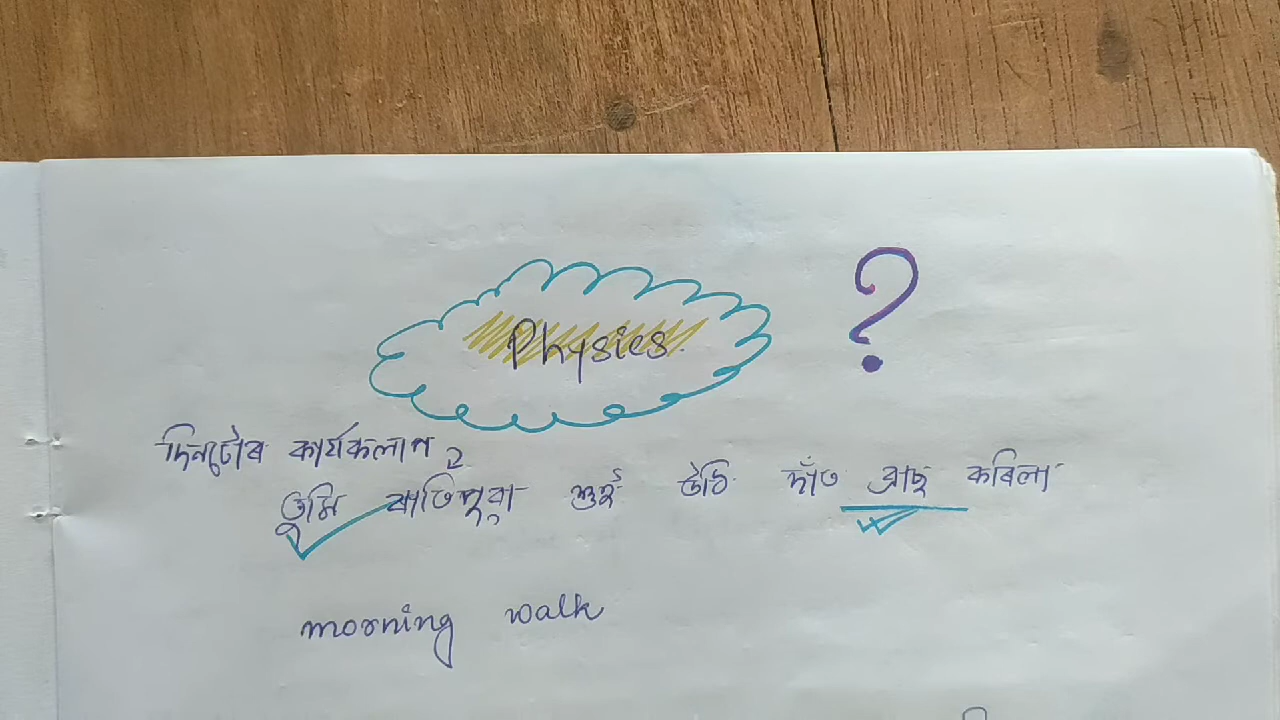 Physics. ?
দিনটোৰ কাৰ্যকলাপ,
তুমি ৰাতিপুৱা শুই উঠি দাঁত ব্ৰাছ কৰিলা
morning walk